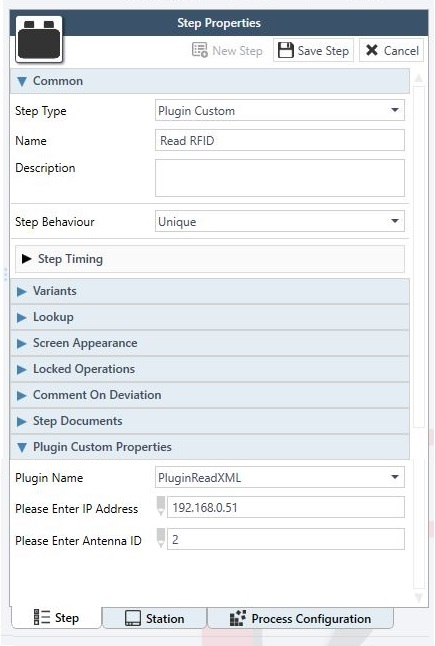 Step Properties
New Step
Save Step
Cancel
Common
Step Type
Plugin Custom
Name
Read RFID
Description
Step Behaviour
Unique
Step Timing
Variants
Lookup
Screen Appearance
Locked Operations
Comment On Deviation
Step Documents
Plugin Custom Properties
Plugin Name
PluginReadXML
Please Enter IP Address
192.168.0.51
Please Enter Antenna ID
2
Step
Station
Process Configuration